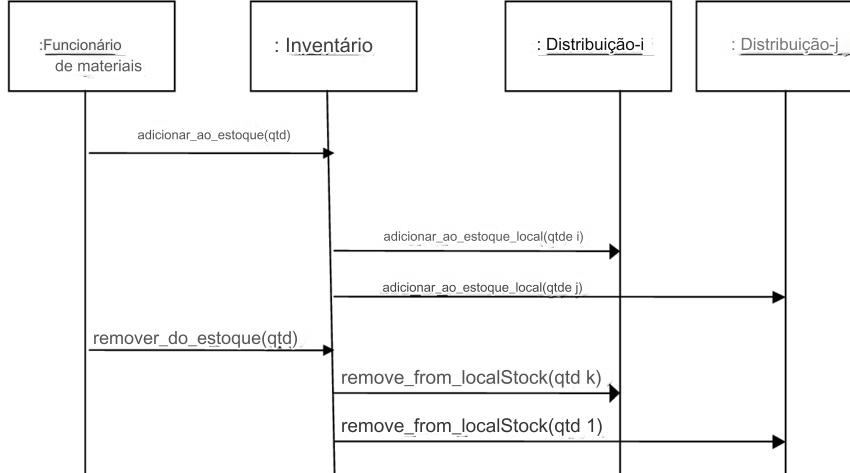 :Funcionário
de materiais
: Inventário
: Distribuição-i
: Distribuição-j
adicionar_ao_estoque(qtd)
adicionar_ao_estoque_local(qtde i)
adicionar_ao_estoque_local(qtde j)
remover_do_estoque(qtd)
remove_from_localStock(qtd k)
remove_from_localStock(qtd 1)